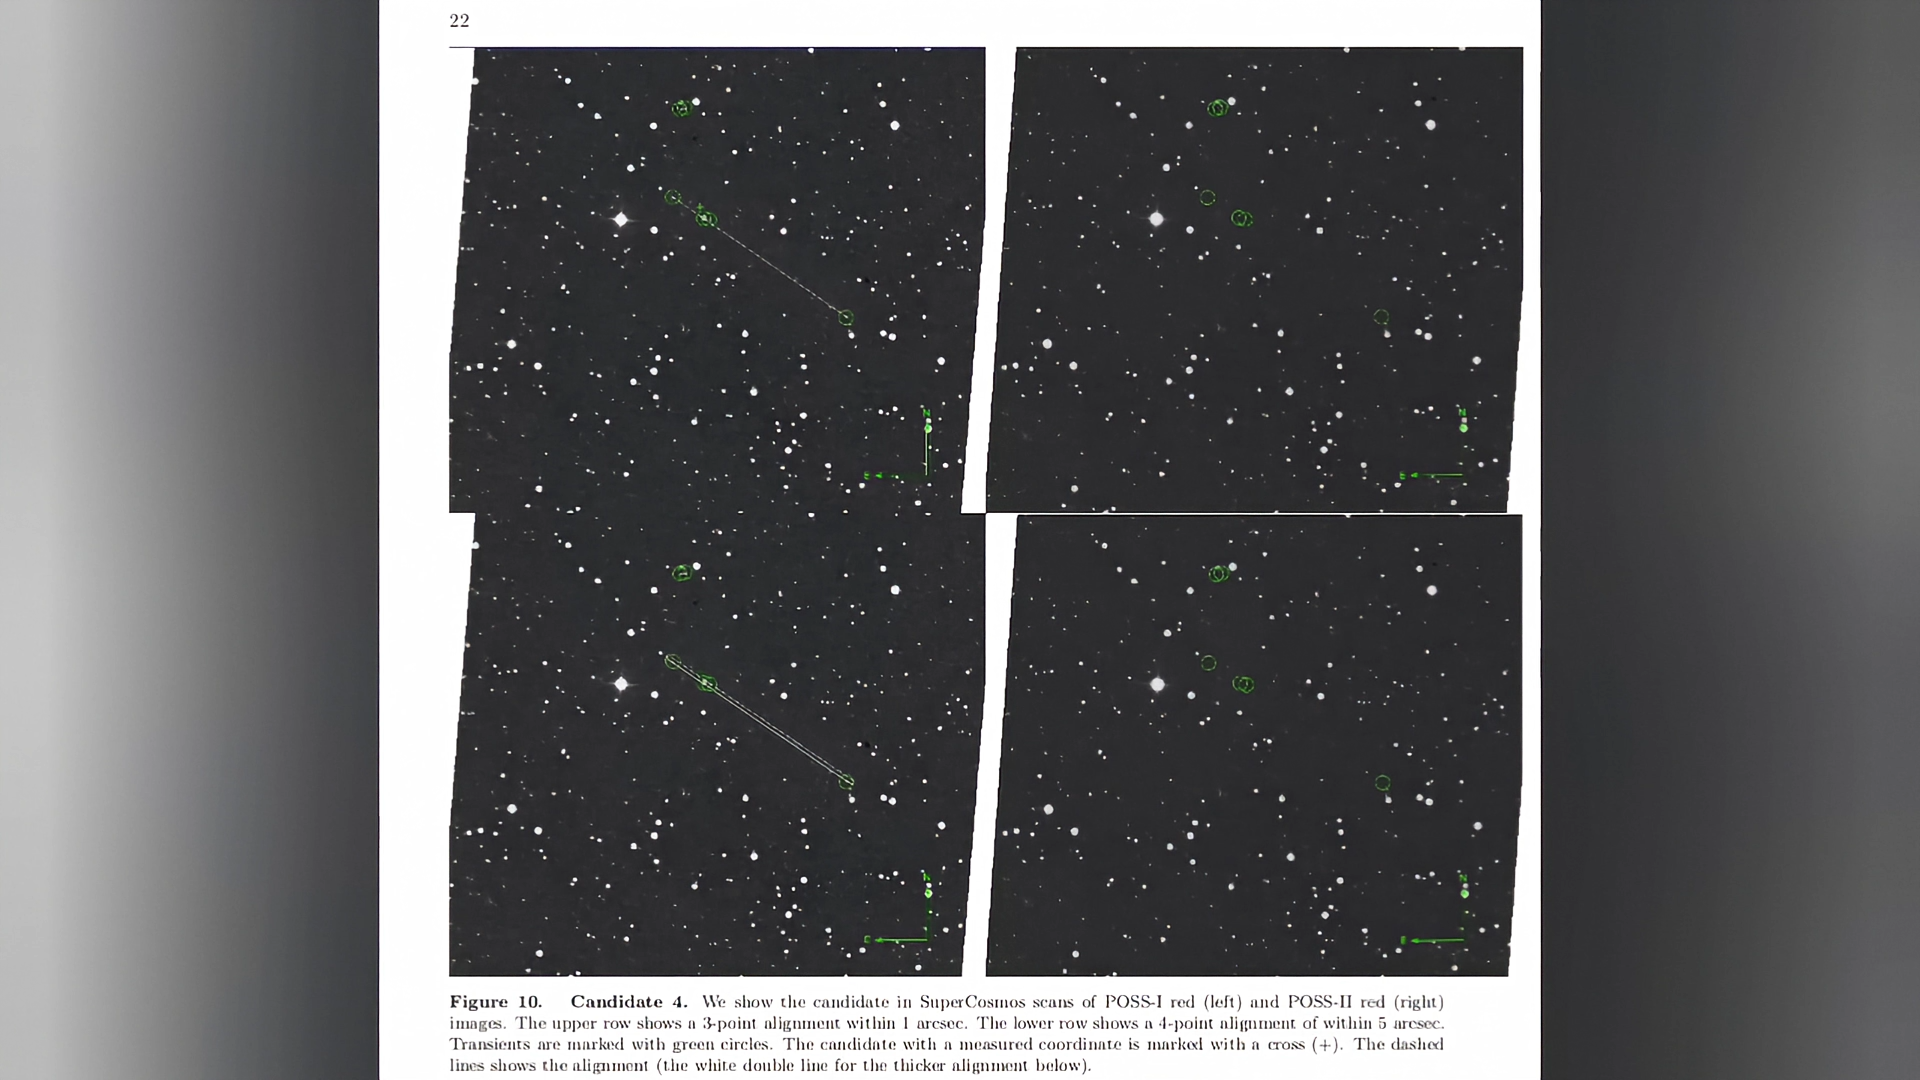 22
N
E
N
E
N
E
N
E
Figure 10. Candidate 4. We show the candidate in SuperCosmos scans of POSS-I red (left) and POSS-II red (right)
images. The upper row shows a 3-point alignment within 1 arcsec. The lower row shows a 4-point alignment of within 5 arcsec.
Transients are marked with green circles. The candidate with a measured coordinate is marked with a cross (+). The dashed
lines shows the alignment (the white double line for the thicker alignment below).